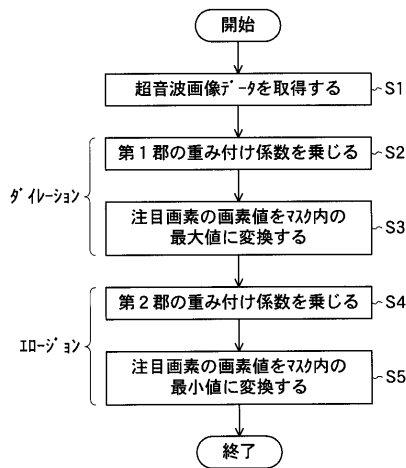 開始
超音波画像ﾃﾞｰﾀを取得する
S1
第1郡の重み付け係数を乗じる
S2
ﾀﾞｲﾚｰｼｮﾝ
注目画素の画素値をﾏｽｸ内の
最大値に変換する
S3
第2郡の重み付け係数を乗じる
S4
ｴﾛｰｼﾞｮﾝ
注目画素の画素値をﾏｽｸ内の
最小値に変換する
S5
終了